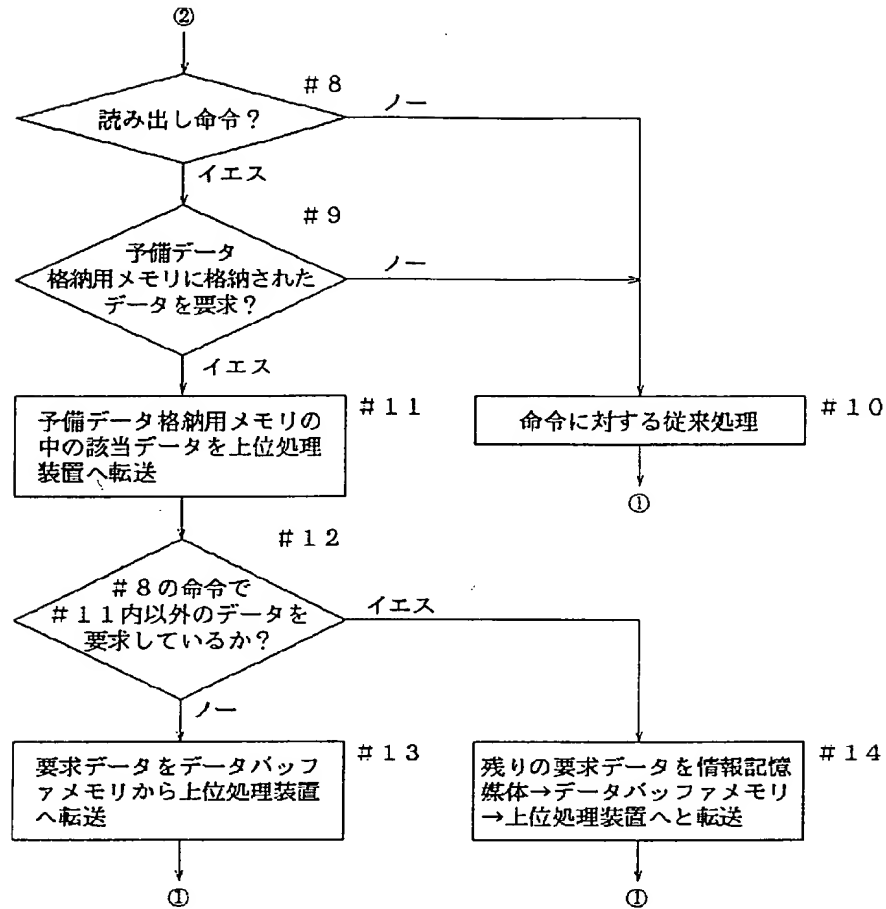 ②
#8
読み出し命令?
ノー
イエス
#9
予備データ
格納用メモリに格納された
データを要求?
ノー
イエス
#11
予備データ格納用メモリの
中の該当データを上位処理
装置へ転送
命令に対する従来処理
#10
①
#12
#8の命令で
#11内以外のデータを
要求しているか?
イエス
ノー
#13
要求データをデータバッフ
ァメモリから上位処理装置
へ転送
①
#14
残りの要求データを情報記憶
媒体→データバッファメモリ
→上位処理装置へと転送
①